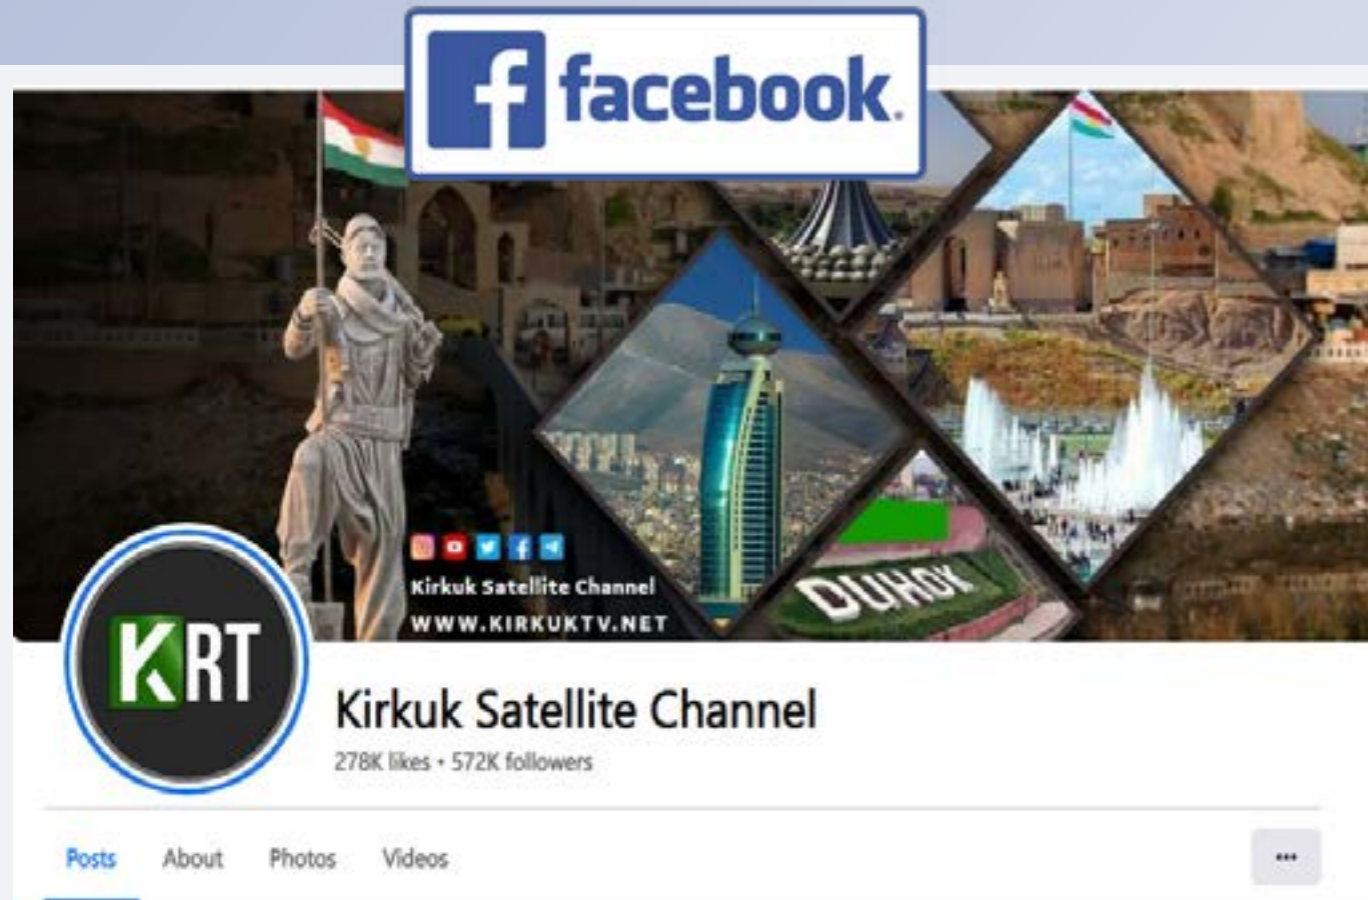 facebook.
Kirkuk Satellite Channel
WWW.KIRKUKTV.NET
DUHOK
KRT
Kirkuk Satellite Channel
278K likes • 572K followers
Posts About Photos Videos